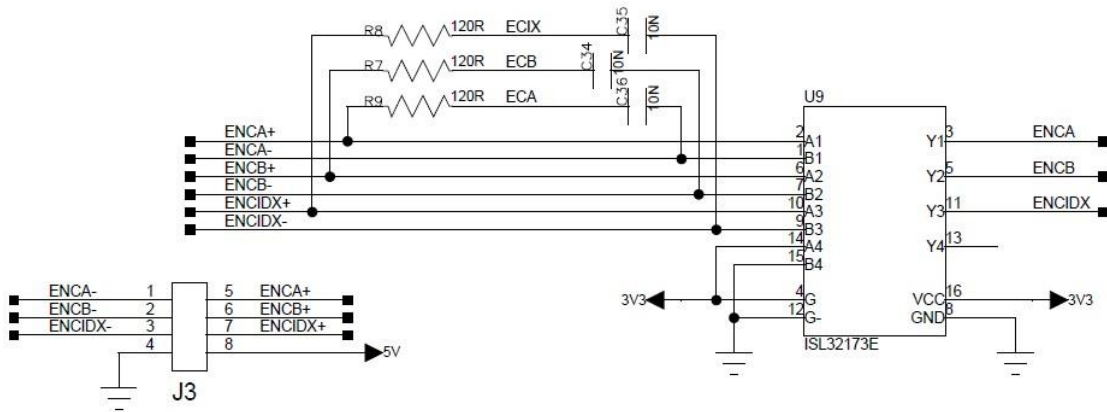 R8 120R ECIX C35 10N
R7 120R ECB C34 10N
R9 120R ECA C36 10N
U9
ENCA+ 2 A1 Y1 3 ENCA
ENCA- 1 B1
ENCB+ 6 A2 Y2 5 ENCB
ENCB- 7 B2
ENCIDX+ 10 A3 Y3 11 ENCIDX
ENCIDX- 9 B3
14 A4 Y4 13
15 B4
3V3 4 G VCC 16 3V3
12 G- GND 8
ISL32173E
ENCA- 1 5 ENCA+
ENCB- 2 6 ENCB+
ENCIDX- 3 7 ENCIDX+
4 8 5V
J3